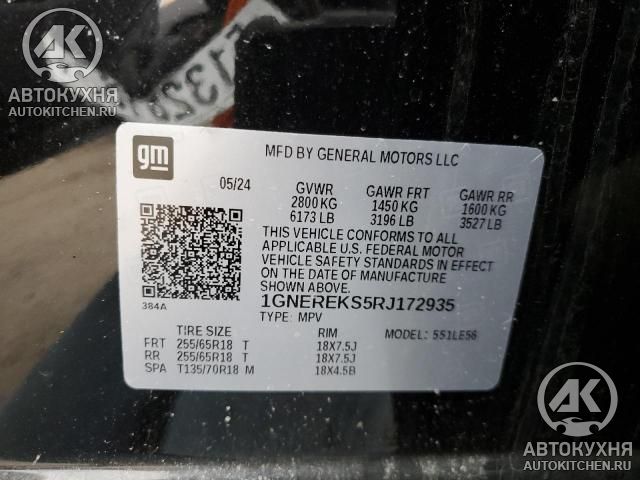 AK
АВТОКУХНЯ
AUTOKITCHEN.RU
gm
MFD BY GENERAL MOTORS LLC
05/24 GVWR GAWR FRT GAWR RR
2800 KG 1450 KG 1600 KG
6173 LB 3196 LB 3527 LB
THIS VEHICLE CONFORMS TO ALL
APPLICABLE U.S. FEDERAL MOTOR
VEHICLE SAFETY STANDARDS IN EFFECT
ON THE DATE OF MANUFACTURE
SHOWN ABOVE.
384A
1GNEREKS5RJ172935
TYPE: MPV
TIRE SIZE RIM MODEL: 5S1LE56
FRT 255/65R18 T 18X7.5J
RR 255/65R18 T 18X7.5J
SPA T135/70R18 M 18X4.5B
AK
АВТОКУХНЯ
AUTOKITCHEN.RU